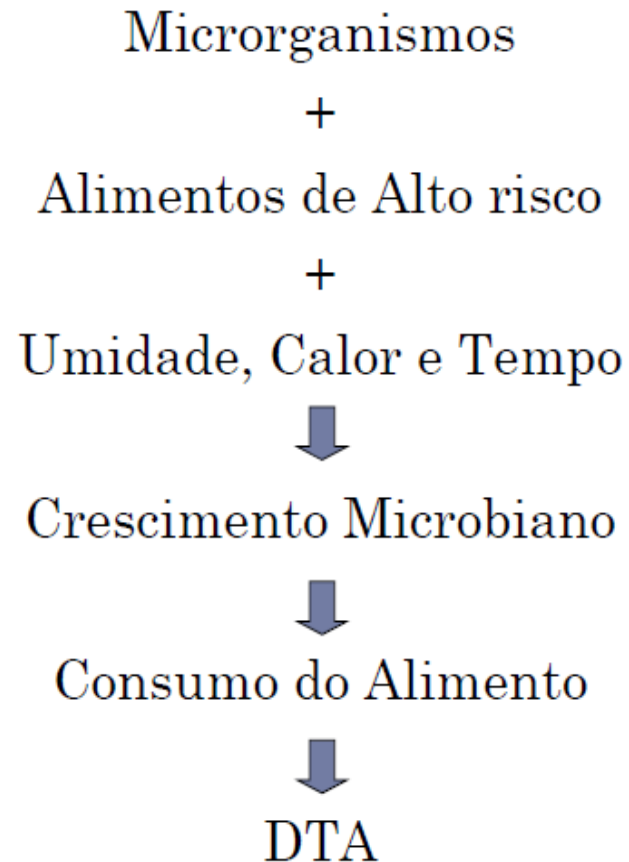 Microrganismos
+
Alimentos de Alto risco
+
Umidade, Calor e Tempo
Crescimento Microbiano
Consumo do Alimento
DTA